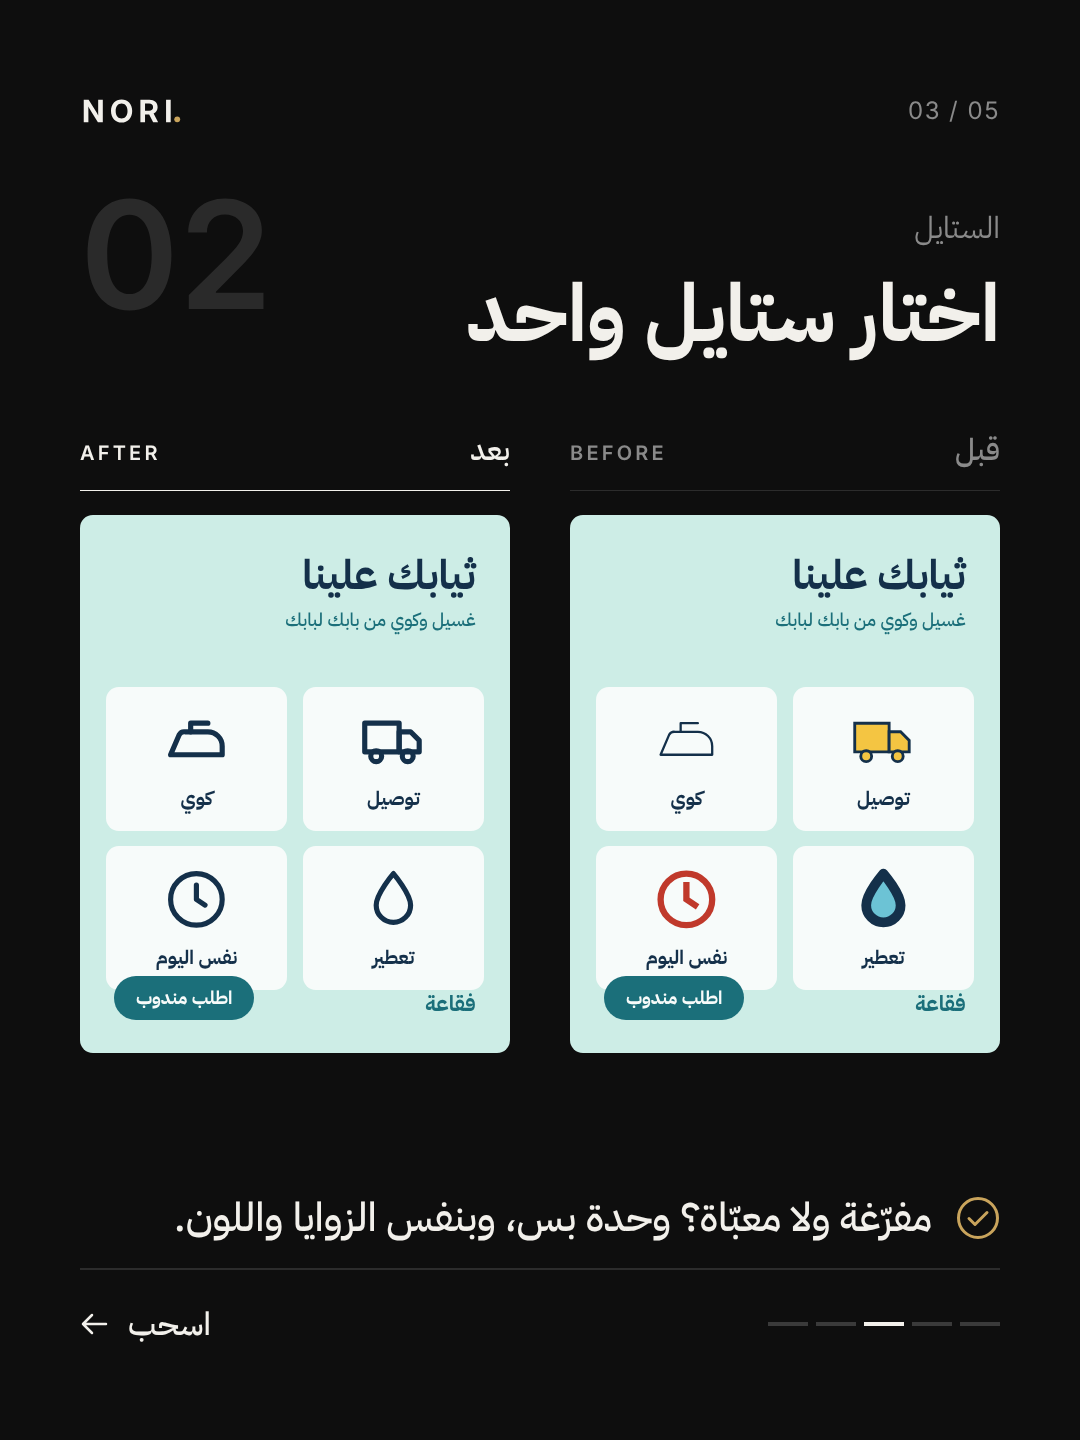 NORI.
03 / 05
02
الستايل
اختار ستايل واحد
قبل
BEFORE
ثيابك علينا
غسيل وكوي من بابك لبابك
توصيل
كوي
تعطير
نفس اليوم
فقاعة
اطلب مندوب
بعد
AFTER
ثيابك علينا
غسيل وكوي من بابك لبابك
توصيل
كوي
تعطير
نفس اليوم
فقاعة
اطلب مندوب
مفرّغة ولا معبّاة؟ وحدة بس، وبنفس الزوايا واللون.
اسحب